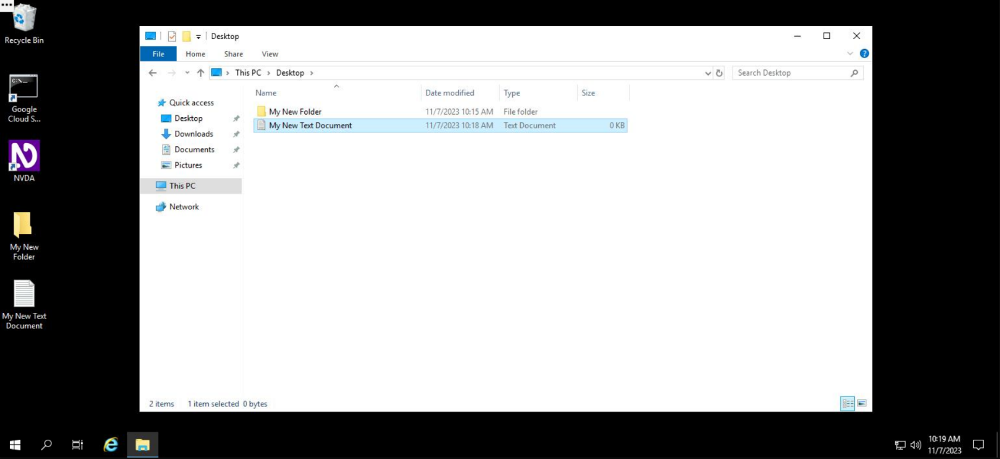 Recycle Bin
C:\_
Google
Cloud S...
NVDA
My New
Folder
My New Text
Document
Desktop
File Home Share View
This PC Desktop
Search Desktop
Name Date modified Type Size
My New Folder 11/7/2023 10:15 AM File folder
My New Text Document 11/7/2023 10:18 AM Text Document 0 KB
Quick access
Desktop
Downloads
Documents
Pictures
This PC
Network
2 items 1 item selected 0 bytes
10:19 AM
11/7/2023